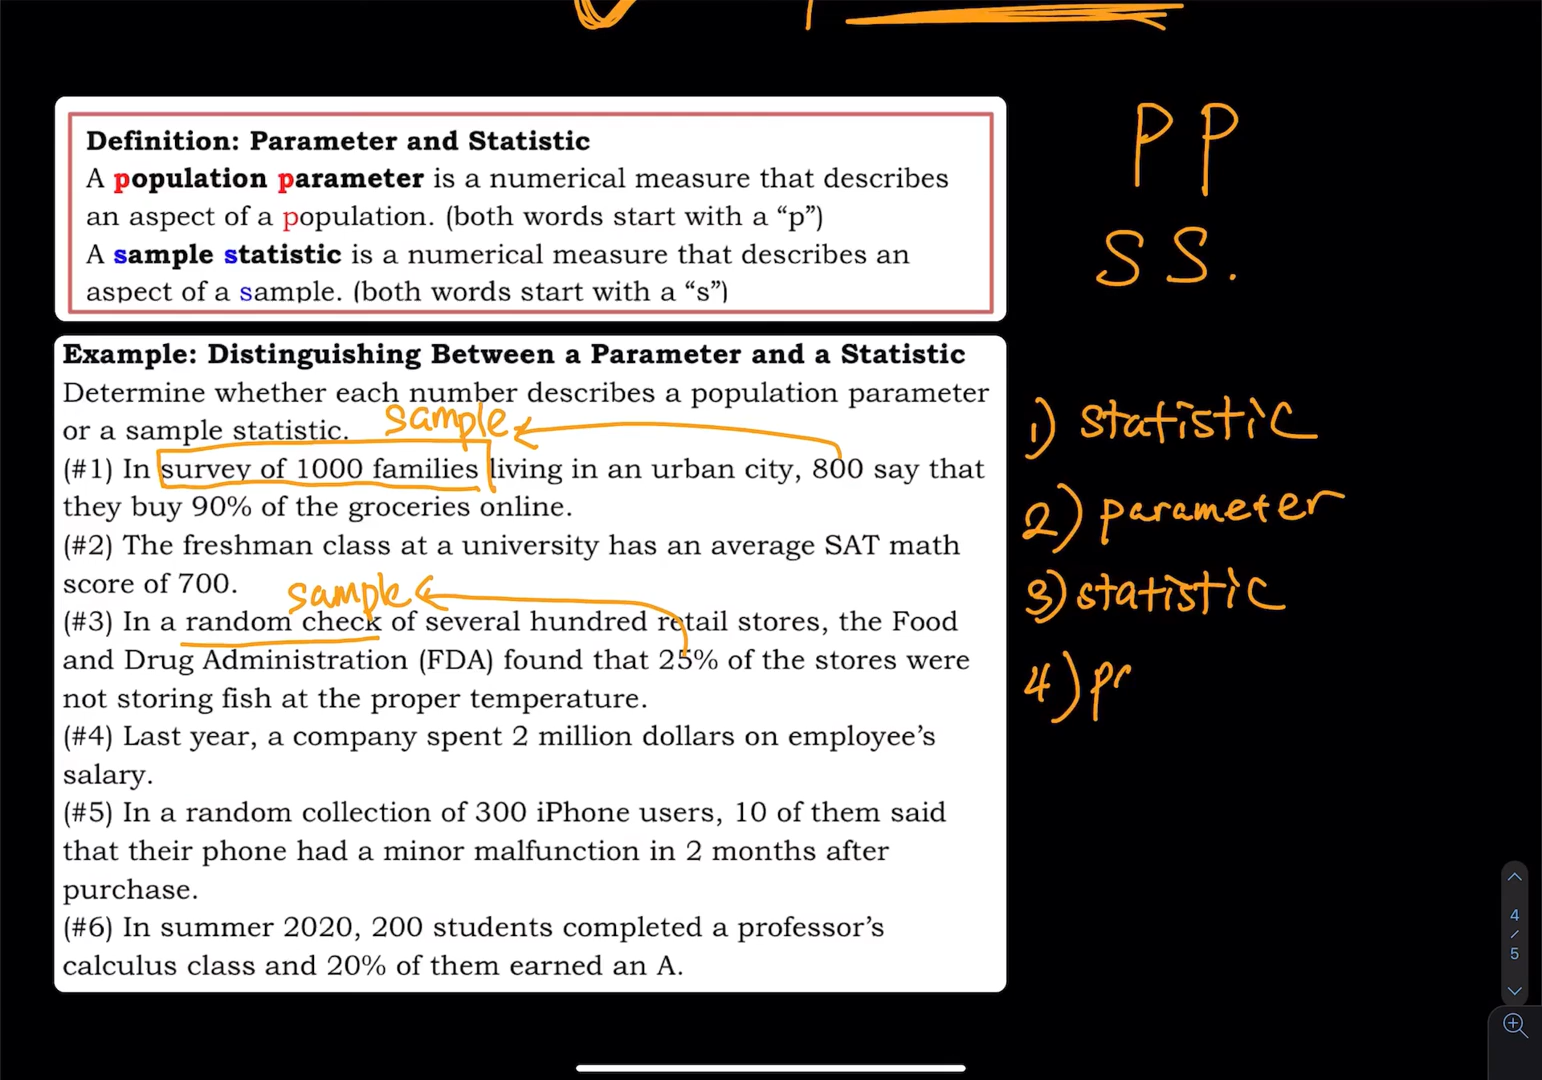 P P
S S.
Definition: Parameter and Statistic
A population parameter is a numerical measure that describes
an aspect of a population. (both words start with a “p”)
A sample statistic is a numerical measure that describes an
aspect of a sample. (both words start with a “s”)
Example: Distinguishing Between a Parameter and a Statistic
Determine whether each number describes a population parameter
or a sample statistic.
sample
(#1) In survey of 1000 families living in an urban city, 800 say that
they buy 90% of the groceries online.
(#2) The freshman class at a university has an average SAT math
score of 700.
sample
(#3) In a random check of several hundred retail stores, the Food
and Drug Administration (FDA) found that 25% of the stores were
not storing fish at the proper temperature.
(#4) Last year, a company spent 2 million dollars on employee’s
salary.
(#5) In a random collection of 300 iPhone users, 10 of them said
that their phone had a minor malfunction in 2 months after
purchase.
(#6) In summer 2020, 200 students completed a professor’s
calculus class and 20% of them earned an A.
1) statistic
2) parameter
3) statistic
4) pr
4
/
5